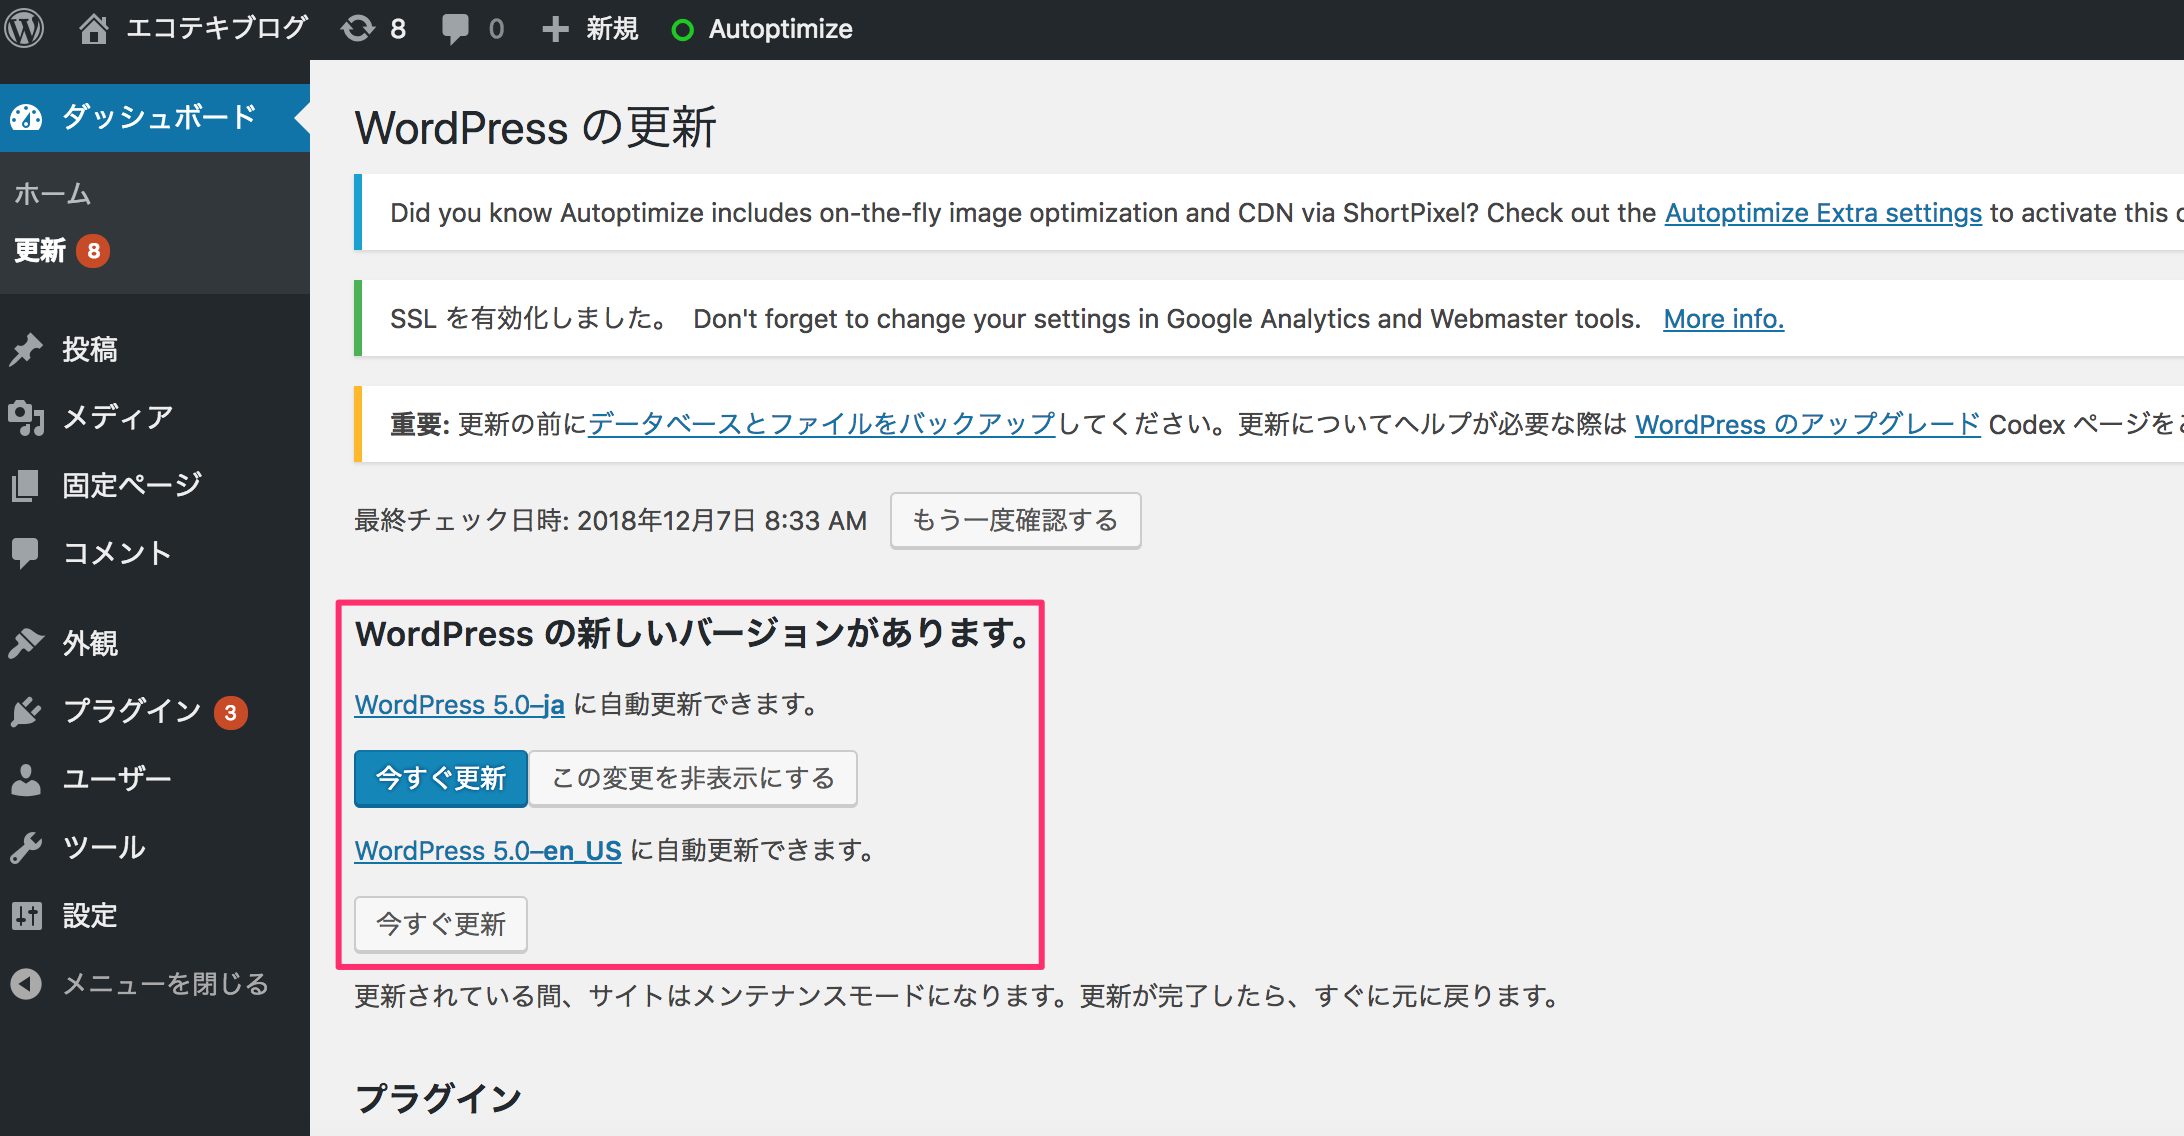 エコテキブログ 8 0 新規 Autoptimize
ダッシュボード
ホーム
更新 8
投稿
メディア
固定ページ
コメント
外観
プラグイン 3
ユーザー
ツール
設定
メニューを閉じる
WordPress の更新
Did you know Autoptimize includes on-the-fly image optimization and CDN via ShortPixel? Check out the Autoptimize Extra settings to activate this
SSL を有効化しました。 Don't forget to change your settings in Google Analytics and Webmaster tools. More info.
重要: 更新の前にデータベースとファイルをバックアップしてください。更新についてヘルプが必要な際は WordPress のアップグレード Codex ページを
最終チェック日時: 2018年12月7日 8:33 AM もう一度確認する
WordPress の新しいバージョンがあります。
WordPress 5.0–ja に自動更新できます。
今すぐ更新 この変更を非表示にする
WordPress 5.0–en_US に自動更新できます。
今すぐ更新
更新されている間、サイトはメンテナンスモードになります。更新が完了したら、すぐに元に戻ります。
プラグイン